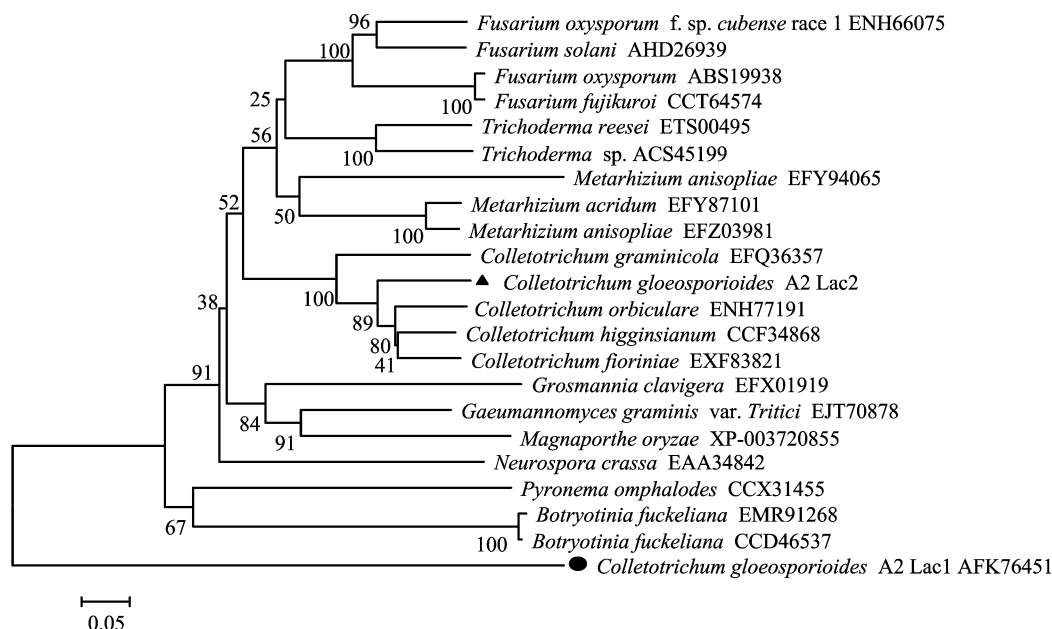 96 Fusarium oxysporum f. sp. cubense race 1 ENH66075
100 Fusarium solani AHD26939
Fusarium oxysporum ABS19938
100 Fusarium fujikuroi CCT64574
25
Trichoderma reesei ETS00495
56
100 Trichoderma sp. ACS45199
Metarhizium anisopliae EFY94065
52 Metarhizium acridum EFY87101
50
100 Metarhizium anisopliae EFZ03981
Colletotrichum graminicola EFQ36357
Colletotrichum gloeosporioides A2 Lac2
100
38 Colletotrichum orbiculare ENH77191
89
Colletotrichum higginsianum CCF34868
80
41 Colletotrichum fioriniae EXF83821
91 Grosmannia clavigera EFX01919
Gaeumannomyces graminis var. Tritici EJT70878
84
91 Magnaporthe oryzae XP-003720855
Neurospora crassa EAA34842
Pyronema omphalodes CCX31455
Botryotinia fuckeliana EMR91268
67
100 Botryotinia fuckeliana CCD46537
Colletotrichum gloeosporioides A2 Lac1 AFK76451
0.05